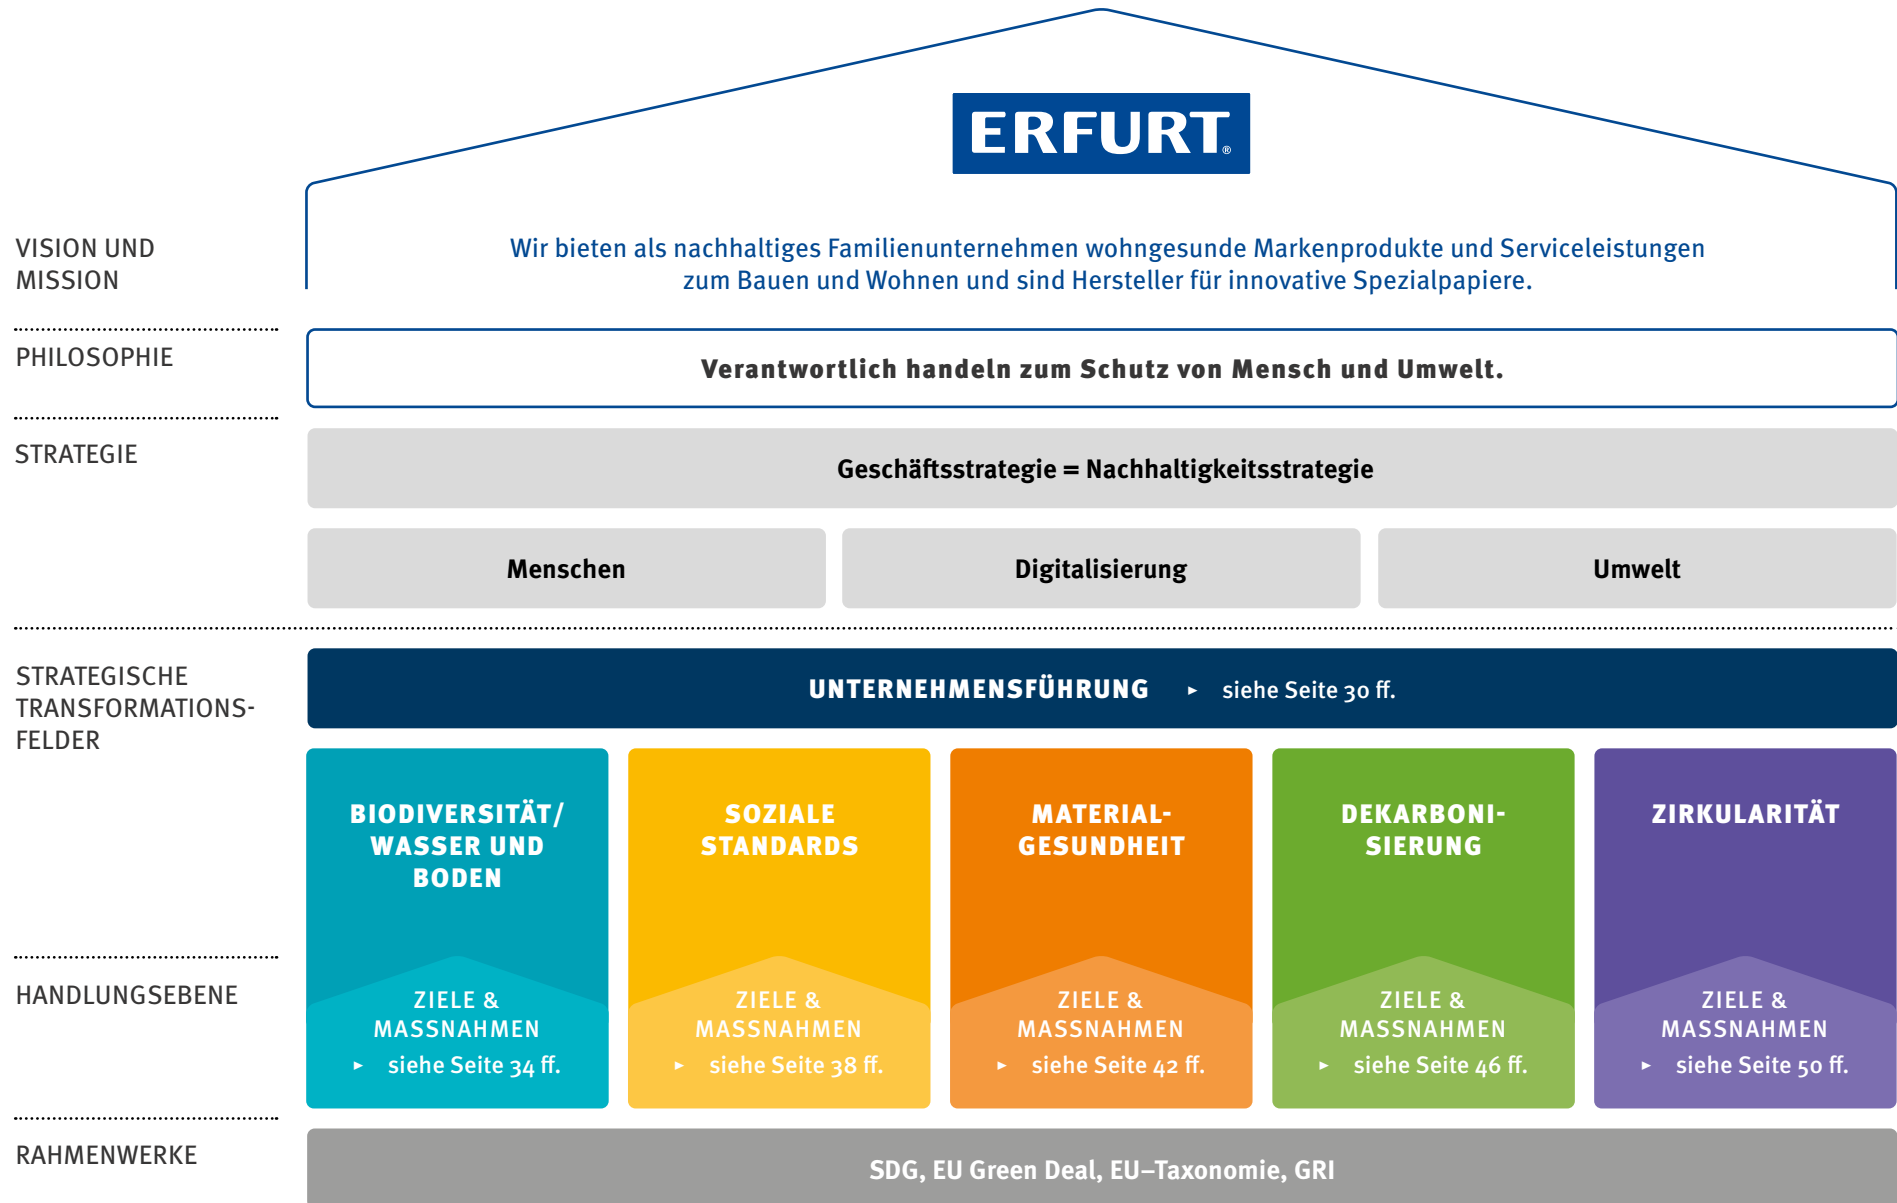 ERFURT®
VISION UND
MISSION
Wir bieten als nachhaltiges Familienunternehmen wohngesunde Markenprodukte und Serviceleistungen
zum Bauen und Wohnen und sind Hersteller für innovative Spezialpapiere.
PHILOSOPHIE
Verantwortlich handeln zum Schutz von Mensch und Umwelt.
STRATEGIE
Geschäftsstrategie = Nachhaltigkeitsstrategie
Menschen
Digitalisierung
Umwelt
STRATEGISCHE
TRANSFORMATIONS-
FELDER
UNTERNEHMENSFÜHRUNG ► siehe Seite 30 ff.
BIODIVERSITÄT/
WASSER UND
BODEN
SOZIALE
STANDARDS
MATERIAL-
GESUNDHEIT
DEKARBONI-
SIERUNG
ZIRKULARITÄT
HANDLUNGSEBENE
ZIELE &
MASSNAHMEN
► siehe Seite 34 ff.
ZIELE &
MASSNAHMEN
► siehe Seite 38 ff.
ZIELE &
MASSNAHMEN
► siehe Seite 42 ff.
ZIELE &
MASSNAHMEN
► siehe Seite 46 ff.
ZIELE &
MASSNAHMEN
► siehe Seite 50 ff.
RAHMENWERKE
SDG, EU Green Deal, EU–Taxonomie, GRI